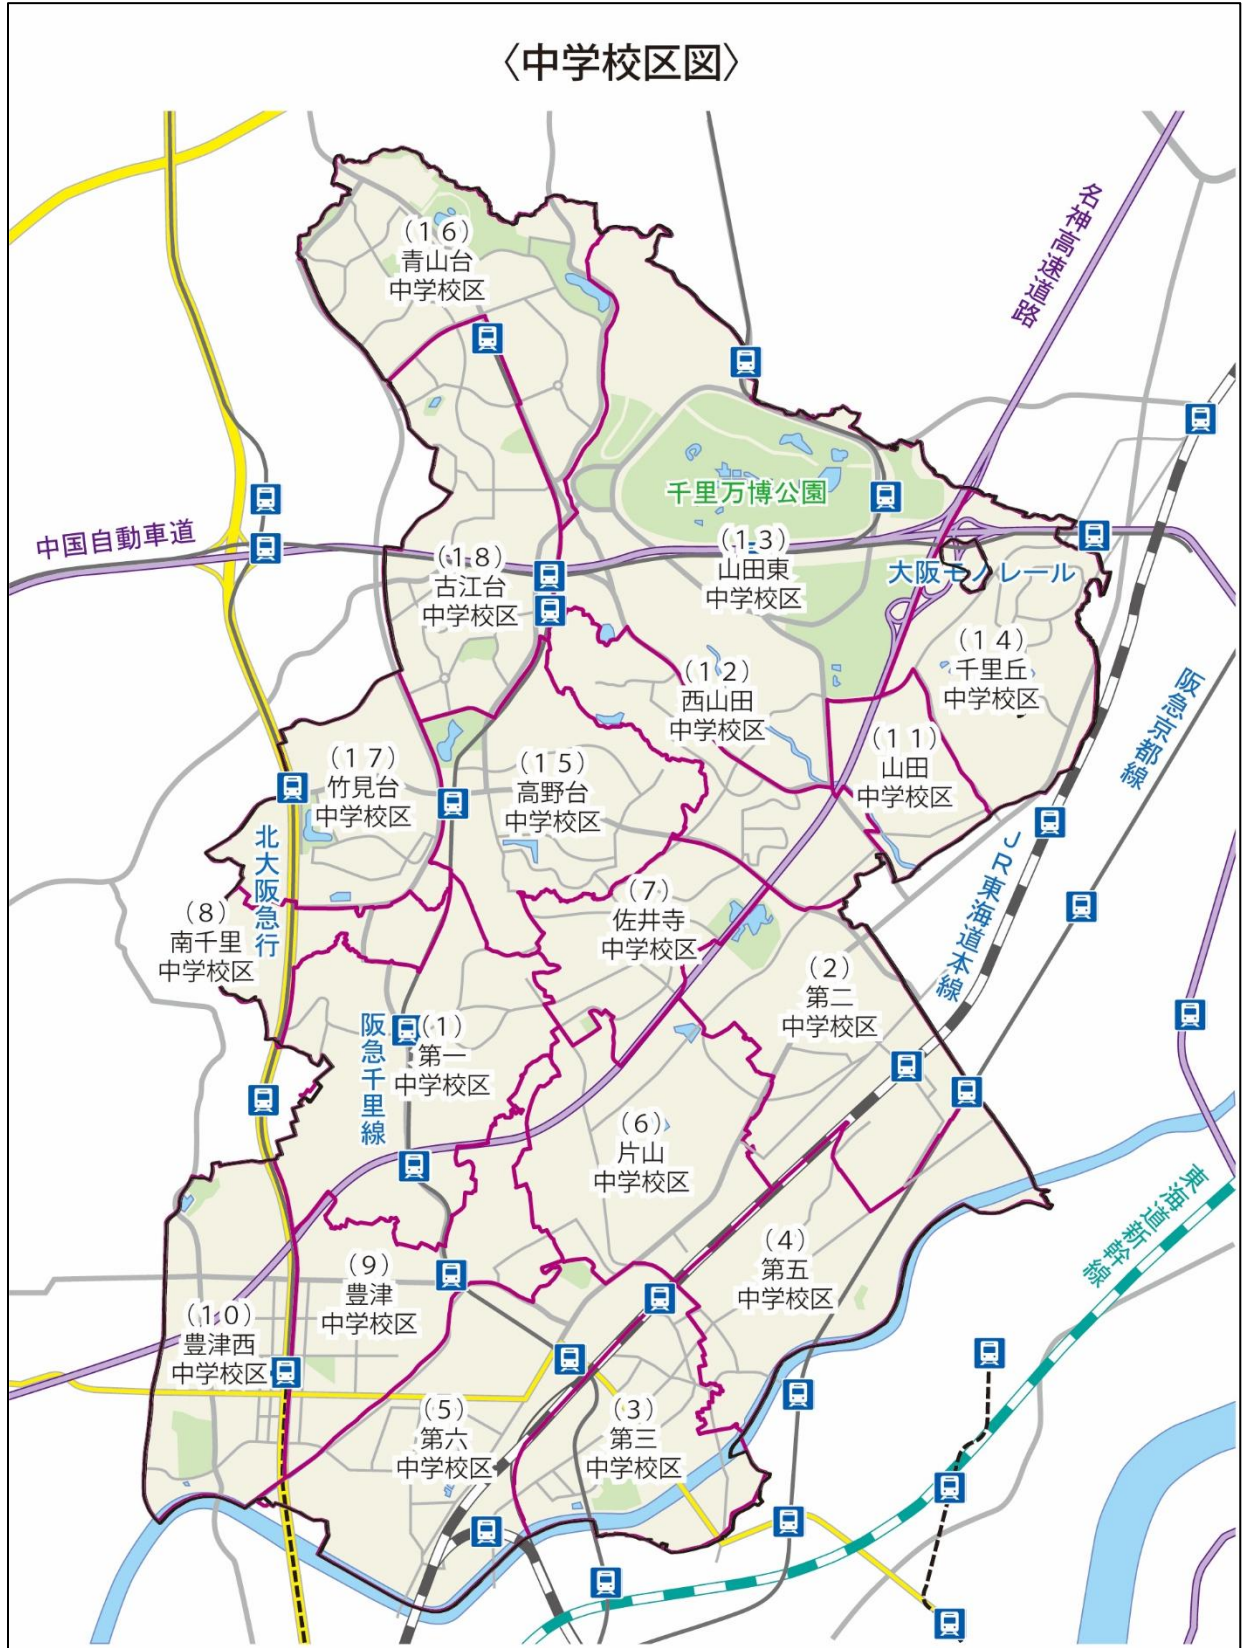 〈中学校区図〉
（１６）
青山台
中学校区
名神高速道路
千里万博公園
中国自動車道
（１３）
山田東
中学校区
大阪モノレール
（１８）
古江台
中学校区
（１４）
千里丘
中学校区
（１２）
西山田
中学校区
阪急京都線
（１１）
山田
中学校区
（１７）
竹見台
中学校区
（１５）
高野台
中学校区
北大阪急行
ＪＲ東海道本線
（７）
佐井寺
中学校区
（８）
南千里
中学校区
（２）
第二
中学校区
阪急千里線
（１）
第一
中学校区
（６）
片山
中学校区
東海道新幹線
（４）
第五
中学校区
（９）
豊津
中学校区
（１０）
豊津西
中学校区
（５）
第六
中学校区
（３）
第三
中学校区